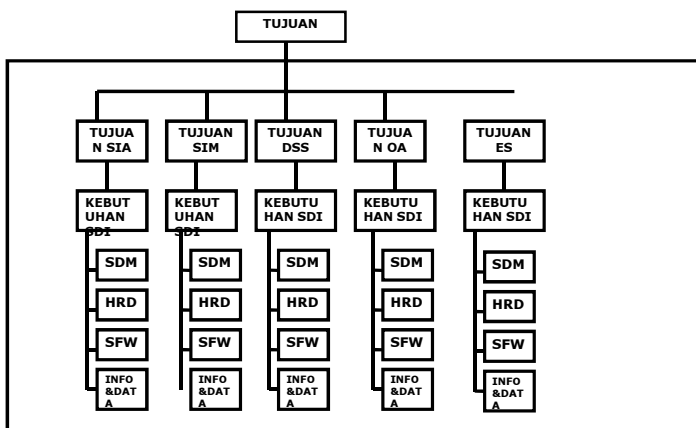 TUJUAN
TUJUA
N SIA
TUJUAN
SIM
TUJUAN
DSS
TUJUA
N OA
TUJUAN
ES
KEBUT
UHAN
SDI
KEBUT
UHAN
SDI
KEBUTU
HAN SDI
KEBUTU
HAN SDI
KEBUTU
HAN SDI
SDM
SDM
SDM
SDM
SDM
HRD
HRD
HRD
HRD
HRD
SFW
SFW
SFW
SFW
SFW
INFO
&DAT
A
INFO
&DAT
A
INFO
&DAT
A
INFO
&DAT
A
INFO
&DAT
A